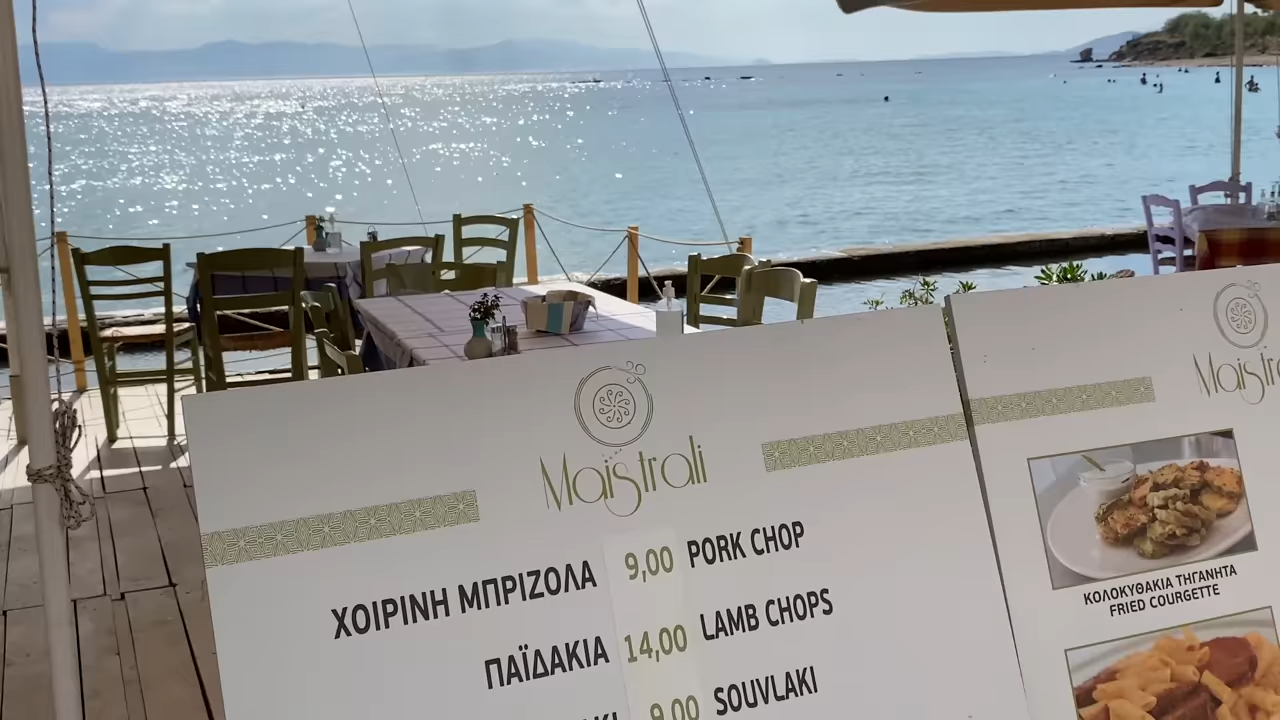 Maistrali
ΧΟΙΡΙΝΗ ΜΠΡΙΖΟΛΑ 9,00 PORK CHOP
ΠΑΪΔΑΚΙΑ 14,00 LAMB CHOPS
9,00 SOUVLAKI
ΚΟΛΟΚΥΘΑΚΙΑ ΤΗΓΑΝΗΤΑ
FRIED COURGETTE